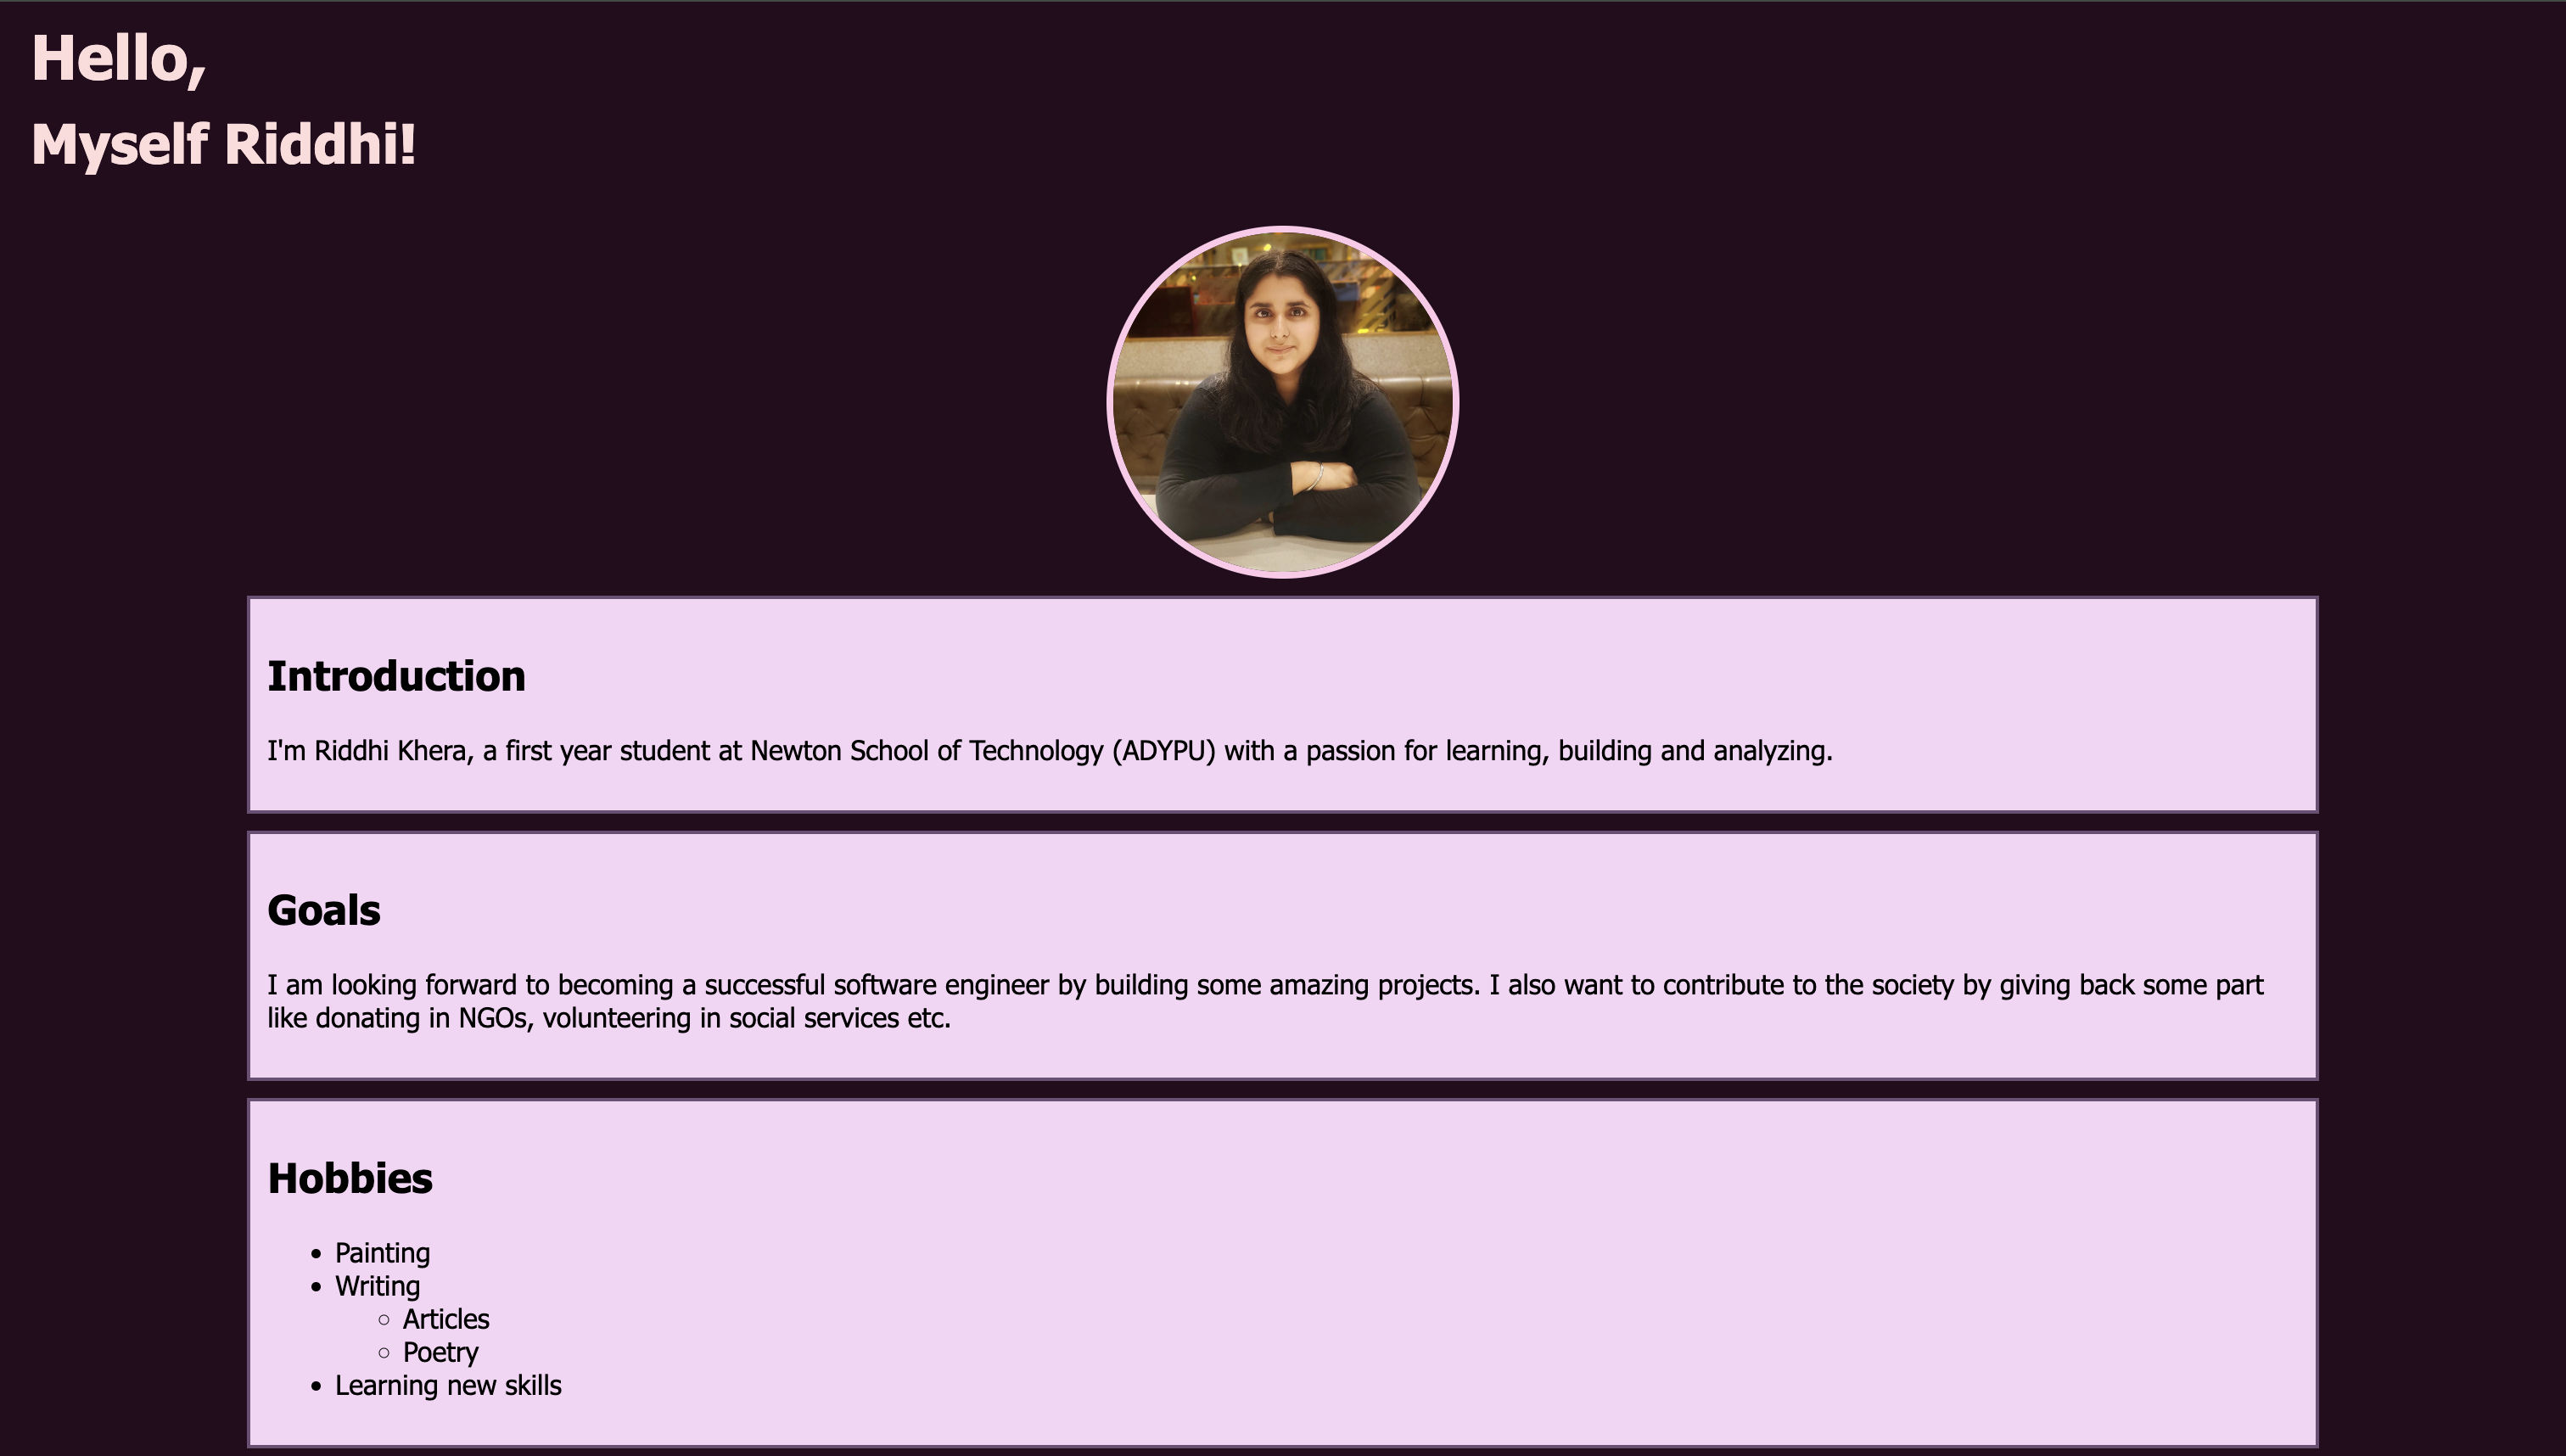 Hello,
Myself Riddhi!
Introduction
I'm Riddhi Khera, a first year student at Newton School of Technology (ADYPU) with a passion for learning, building and analyzing.
Goals
I am looking forward to becoming a successful software engineer by building some amazing projects. I also want to contribute to the society by giving back some part
like donating in NGOs, volunteering in social services etc.
Hobbies
Painting
Writing
Articles
Poetry
Learning new skills